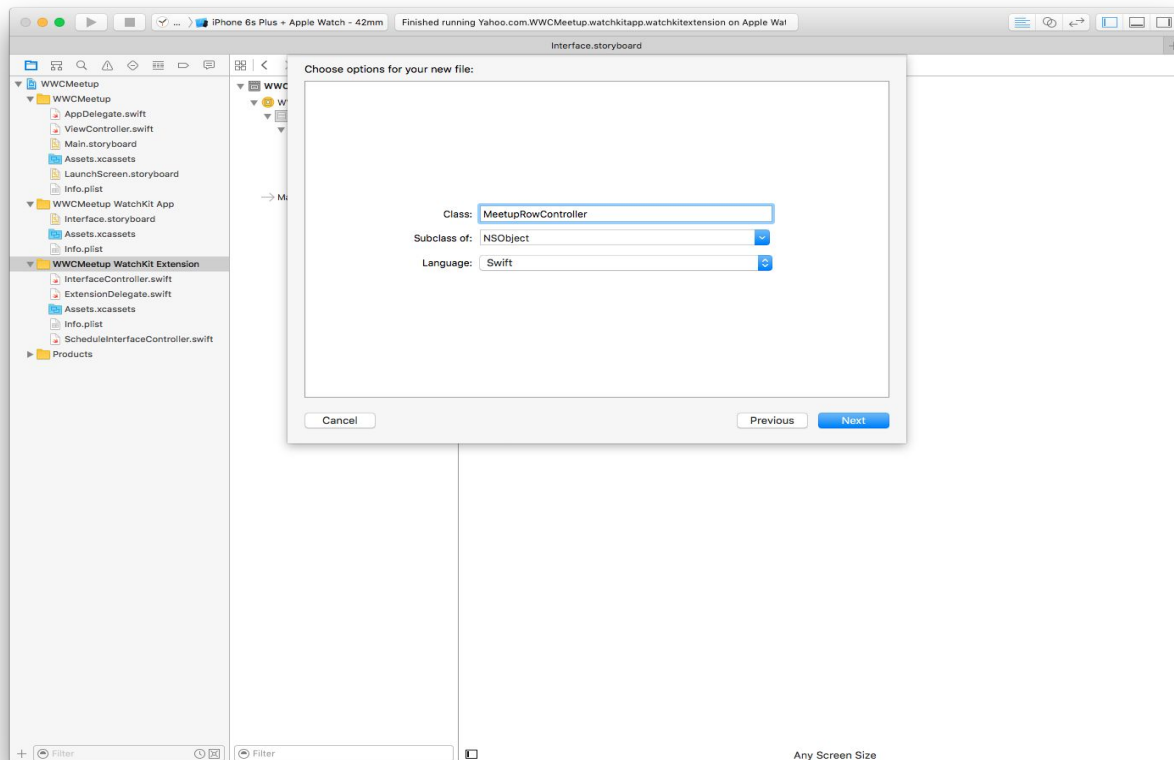 ... iPhone 6s Plus + Apple Watch - 42mm
Finished running Yahoo.com.WWCMeetup.watchkitapp.watchkitextension on Apple Wat
Interface.storyboard
WWCMeetup
WWCMeetup
AppDelegate.swift
ViewController.swift
Main.storyboard
Assets.xcassets
LaunchScreen.storyboard
Info.plist
WWCMeetup WatchKit App
Interface.storyboard
Assets.xcassets
Info.plist
WWCMeetup WatchKit Extension
InterfaceController.swift
ExtensionDelegate.swift
Assets.xcassets
Info.plist
ScheduleInterfaceController.swift
Products
WWC
W
Ma
Choose options for your new file:
Class: MeetupRowController
Subclass of: NSObject
Language: Swift
Cancel
Previous
Next
Filter
Filter
Any Screen Size